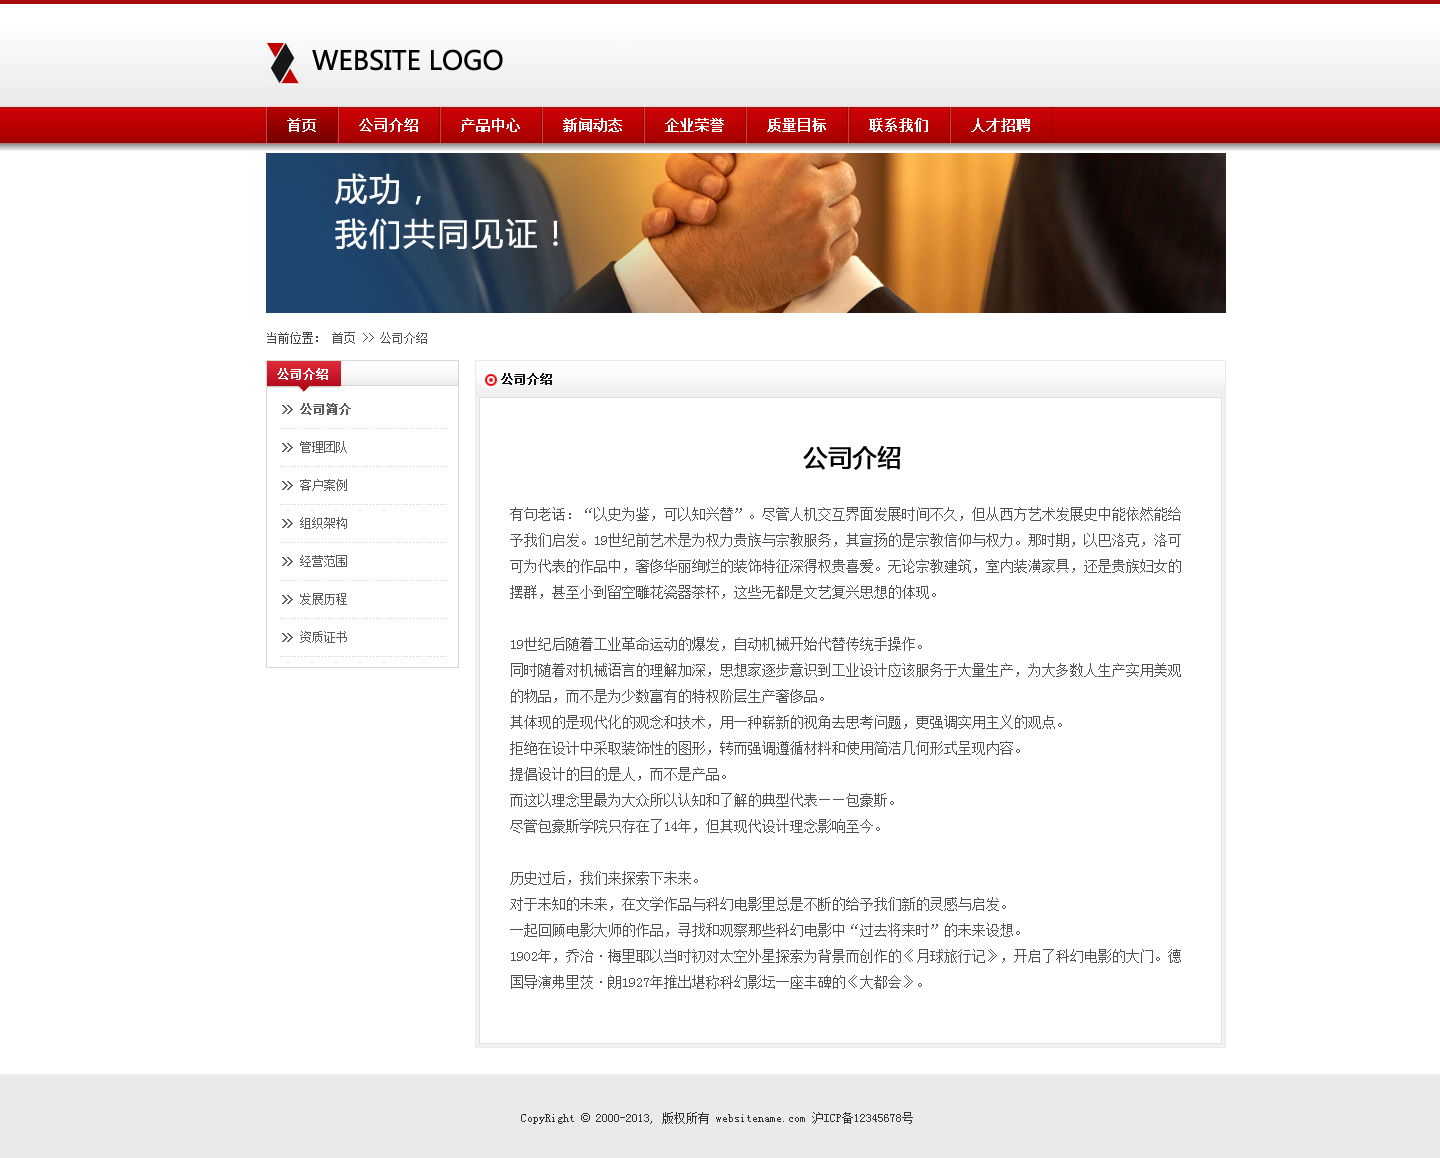 WEBSITE LOGO
首页 公司介绍 产品中心 新闻动态 企业荣誉 质量目标 联系我们 人才招聘
成功，
我们共同见证！
当前位置： 首页 >> 公司介绍
公司介绍
公司简介
管理团队
客户案例
组织架构
经营范围
发展历程
资质证书
公司介绍
公司介绍
有句老话：“以史为鉴，可以知兴替”。尽管人机交互界面发展时间不久，但从西方艺术发展史中能依然能给
予我们启发。19世纪前艺术是为权力贵族与宗教服务，其宣扬的是宗教信仰与权力。那时期，以巴洛克，洛可
可为代表的作品中，奢侈华丽绚烂的装饰特征深得权贵喜爱。无论宗教建筑，室内装潢家具，还是贵族妇女的
摆群，甚至小到留空雕花瓷器茶杯，这些无都是文艺复兴思想的体现。
19世纪后随着工业革命运动的爆发，自动机械开始代替传统手操作。
同时随着对机械语言的理解加深，思想家逐步意识到工业设计应该服务于大量生产，为大多数人生产实用美观
的物品，而不是为少数富有的特权阶层生产奢侈品。
其体现的是现代化的观念和技术，用一种崭新的视角去思考问题，更强调实用主义的观点。
拒绝在设计中采取装饰性的图形，转而强调遵循材料和使用简洁几何形式呈现内容。
提倡设计的目的是人，而不是产品。
而这以理念里最为大众所以认知和了解的典型代表——包豪斯。
尽管包豪斯学院只存在了14年，但其现代设计理念影响至今。
历史过后，我们来探索下未来。
对于未知的未来，在文学作品与科幻电影里总是不断的给予我们新的灵感与启发。
一起回顾电影大师的作品，寻找和观察那些科幻电影中“过去将来时”的未来设想。
1902年，乔治·梅里耶以当时初对太空外星探索为背景而创作的《月球旅行记》，开启了科幻电影的大门。德
国导演弗里茨·朗1927年推出堪称科幻影坛一座丰碑的《大都会》。
CopyRight © 2000-2013, 版权所有 websitename.com 沪ICP备12345678号